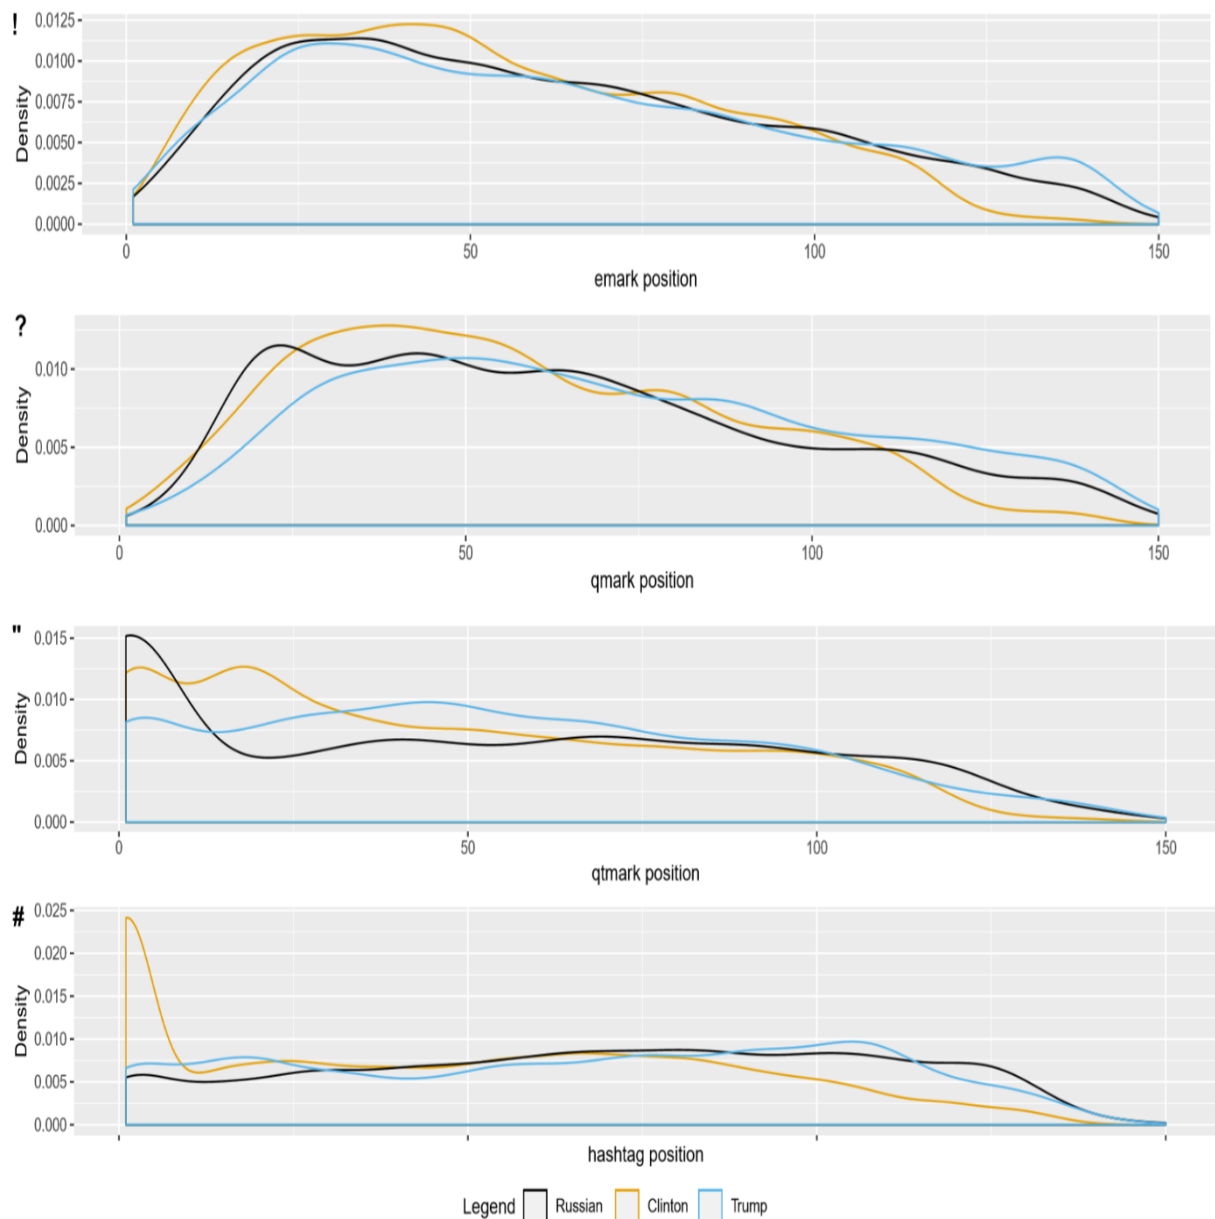 !
Density
0.0125
0.0100
0.0075
0.0050
0.0025
0.0000
0 50 100 150
emark position
?
Density
0.010
0.005
0.000
0 50 100 150
qmark position
"
Density
0.015
0.010
0.005
0.000
0 50 100 150
qtmark position
#
Density
0.025
0.020
0.015
0.010
0.005
0.000
hashtag position
Legend Russian Clinton Trump